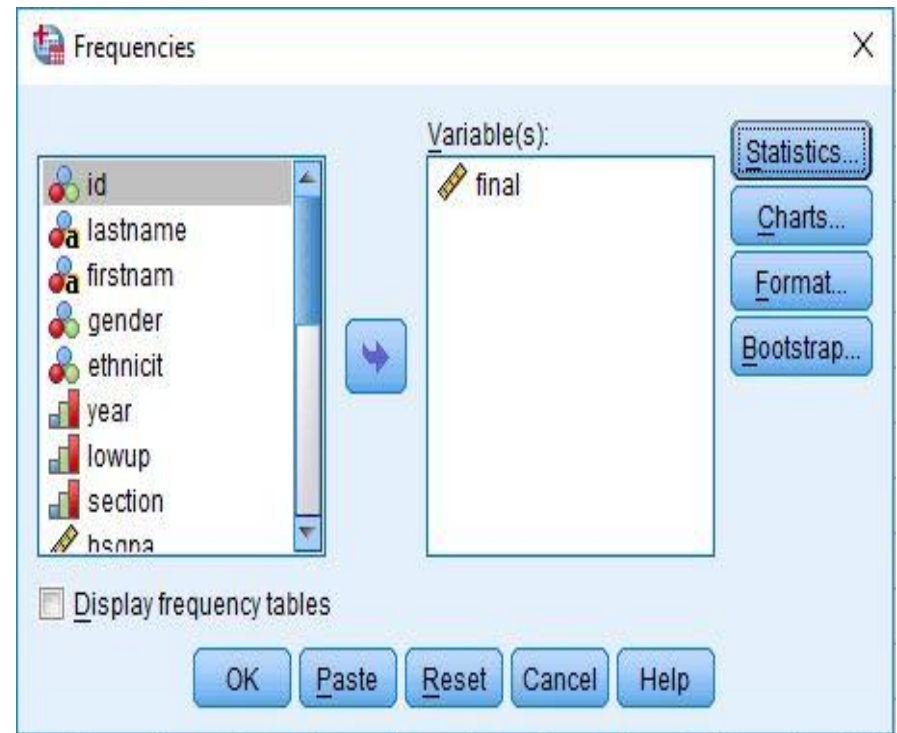 Frequencies
Variable(s):
id
lastname
firstnam
gender
ethnicit
year
lowup
section
hsgpa
final
Statistics...
Charts...
Format...
Bootstrap...
Display frequency tables
OK Paste Reset Cancel Help